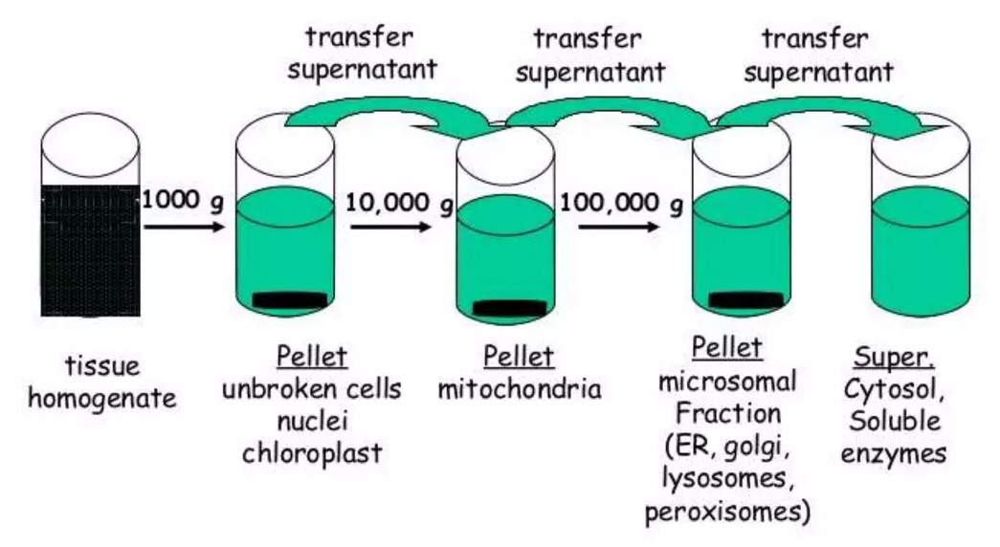 transfer
supernatant
transfer
supernatant
transfer
supernatant
1000 g
10,000 g
100,000 g
tissue
homogenate
Pellet
unbroken cells
nuclei
chloroplast
Pellet
mitochondria
Pellet
microsomal
Fraction
(ER, golgi,
lysosomes,
peroxisomes)
Super.
Cytosol,
Soluble
enzymes